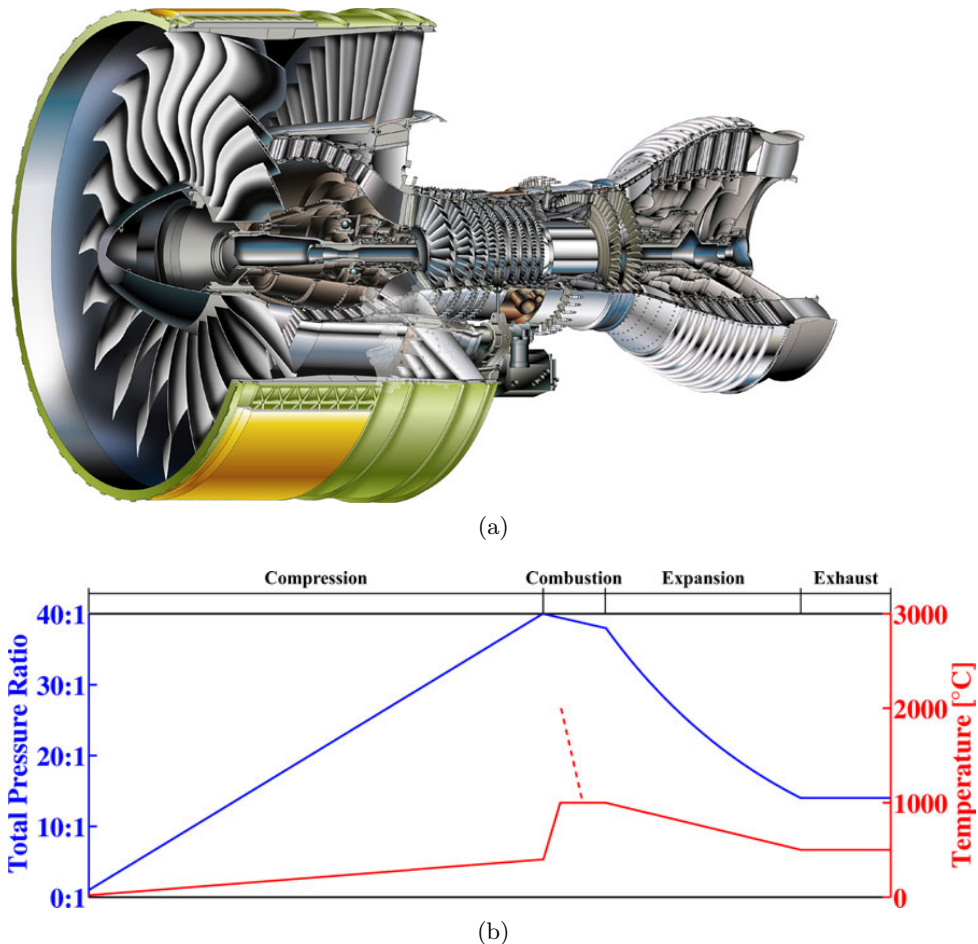 (a)
Compression Combustion Expansion Exhaust
40:1 3000
30:1
2000
20:1
1000
10:1
0:1 0
Total Pressure Ratio
Temperature [°C]
(b)